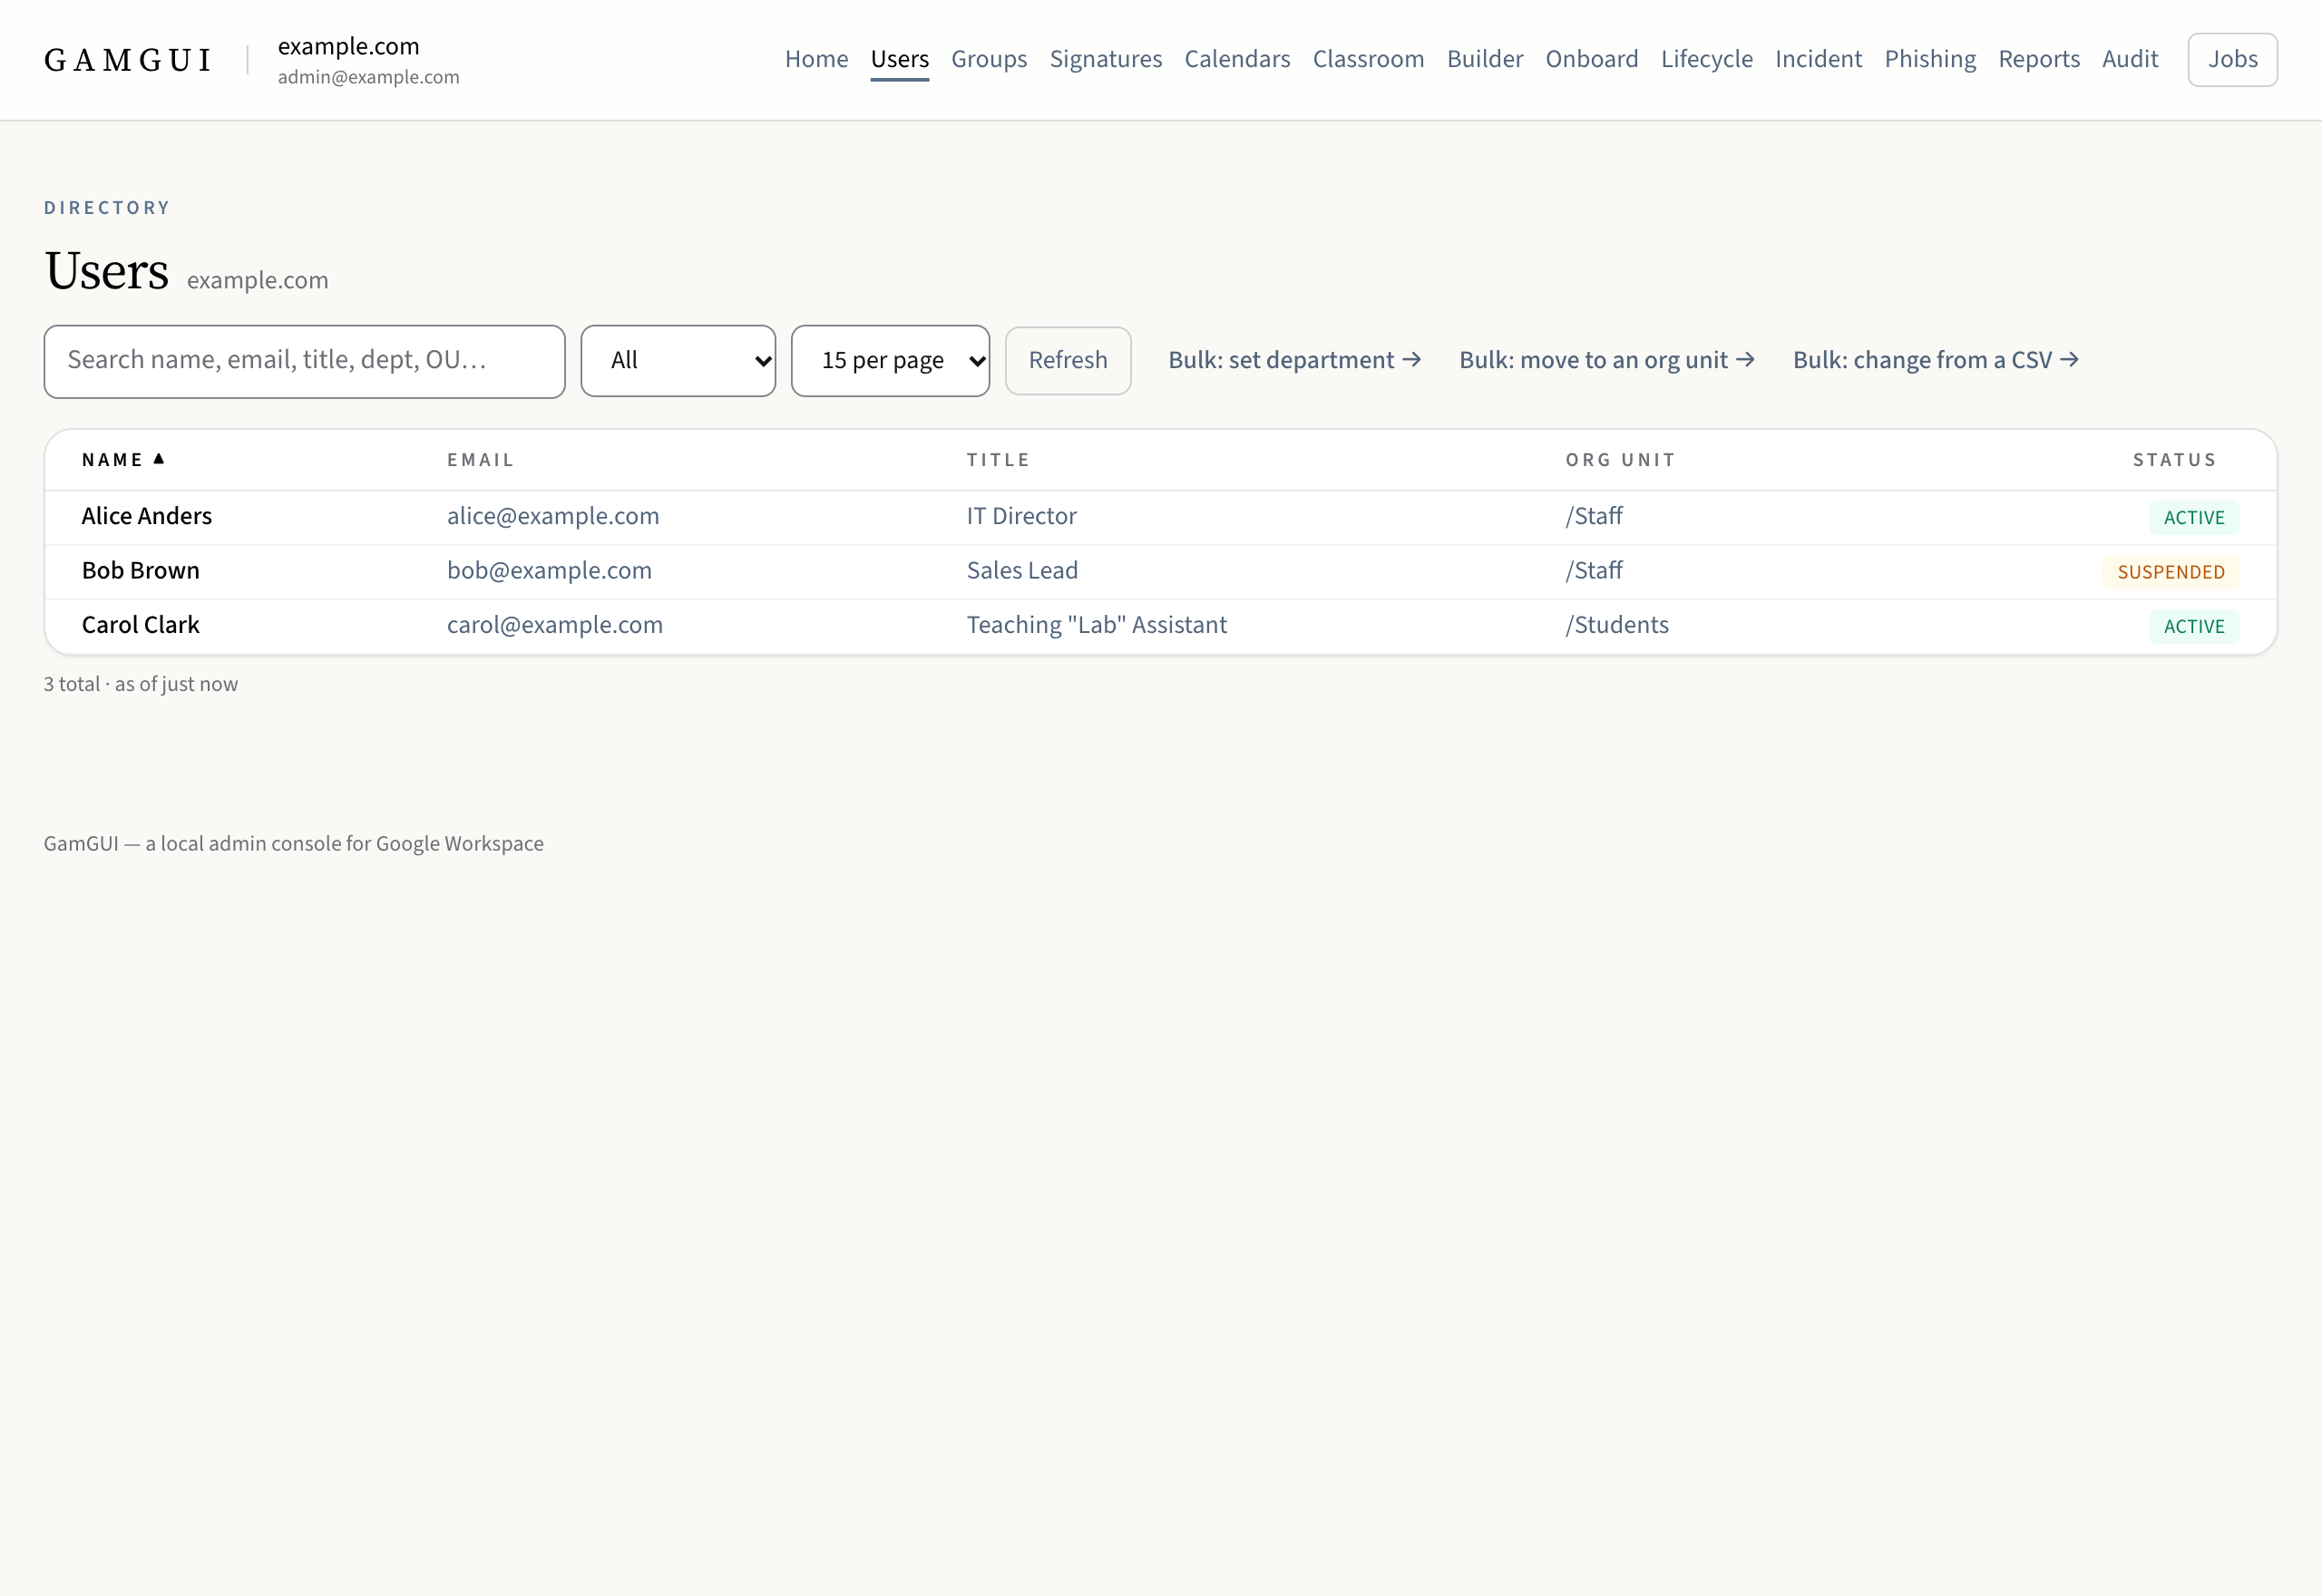 GAMGUI
example.com
admin@example.com
Home Users Groups Signatures Calendars Classroom Builder Onboard Lifecycle Incident Phishing Reports Audit Jobs
DIRECTORY
Users example.com
Search name, email, title, dept, OU… All 15 per page Refresh Bulk: set department → Bulk: move to an org unit → Bulk: change from a CSV →
NAME ▲ EMAIL TITLE ORG UNIT STATUS
Alice Anders alice@example.com IT Director /Staff ACTIVE
Bob Brown bob@example.com Sales Lead /Staff SUSPENDED
Carol Clark carol@example.com Teaching "Lab" Assistant /Students ACTIVE
3 total · as of just now
GamGUI — a local admin console for Google Workspace